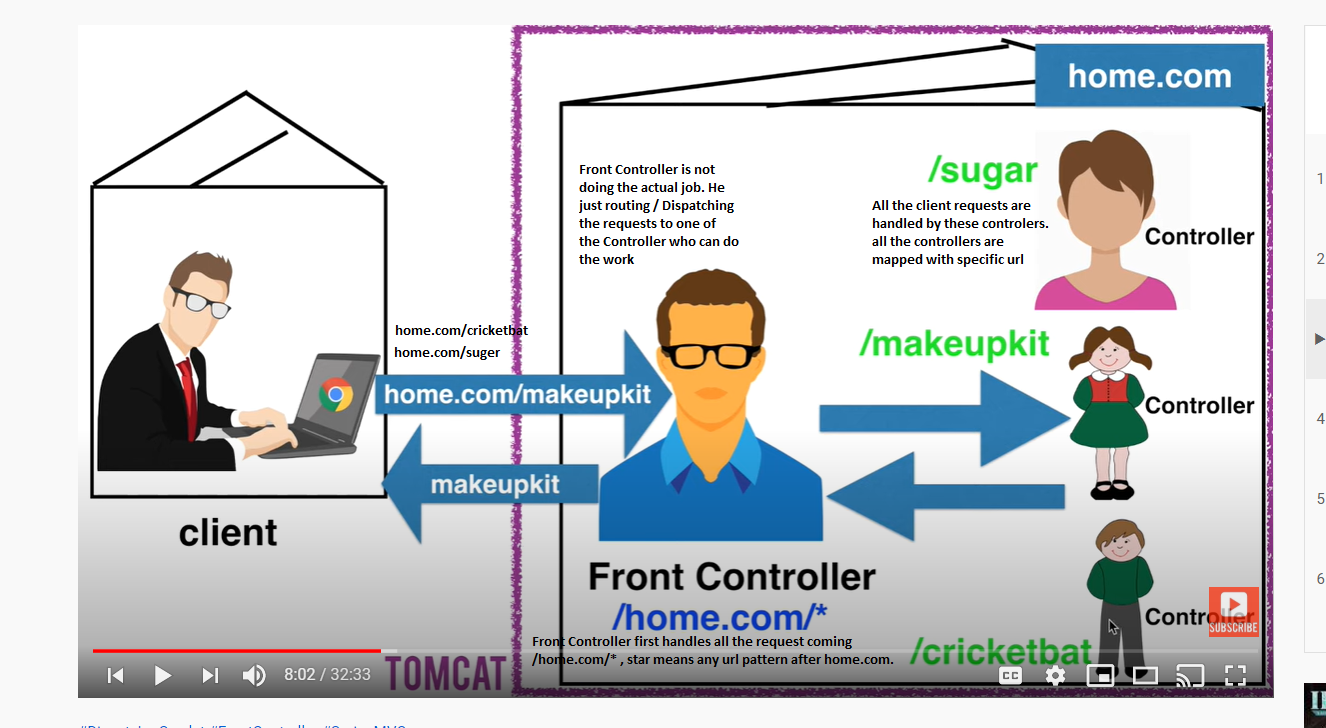 home.com
Front Controller is not
doing the actual job. He
just routing / Dispatching
the requests to one of
the Controller who can do
the work
/sugar
All the client requests are
handled by these controlers.
all the controllers are
mapped with specific url
Controller
home.com/cricketbat
home.com/suger
/makeupkit
home.com/makeupkit
Controller
makeupkit
client
Front Controller
/home.com/*
Controller
SUBSCRIBE
Front Controller first handles all the request coming
/home.com/* , star means any url pattern after home.com.
/cricketbat
8:02 / 32:33
TOMCAT
CC
1
2
4
5
6